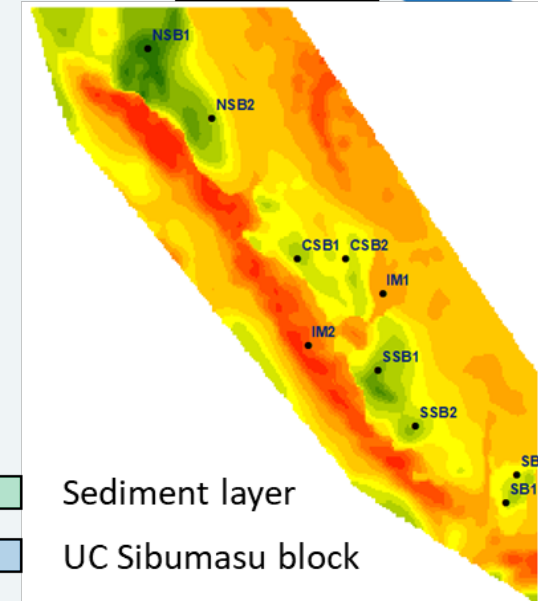 NSB1
NSB2
CSB1 CSB2
IM1
IM2
SSB1
SSB2
SB1
Sediment layer
UC Sibumasu block